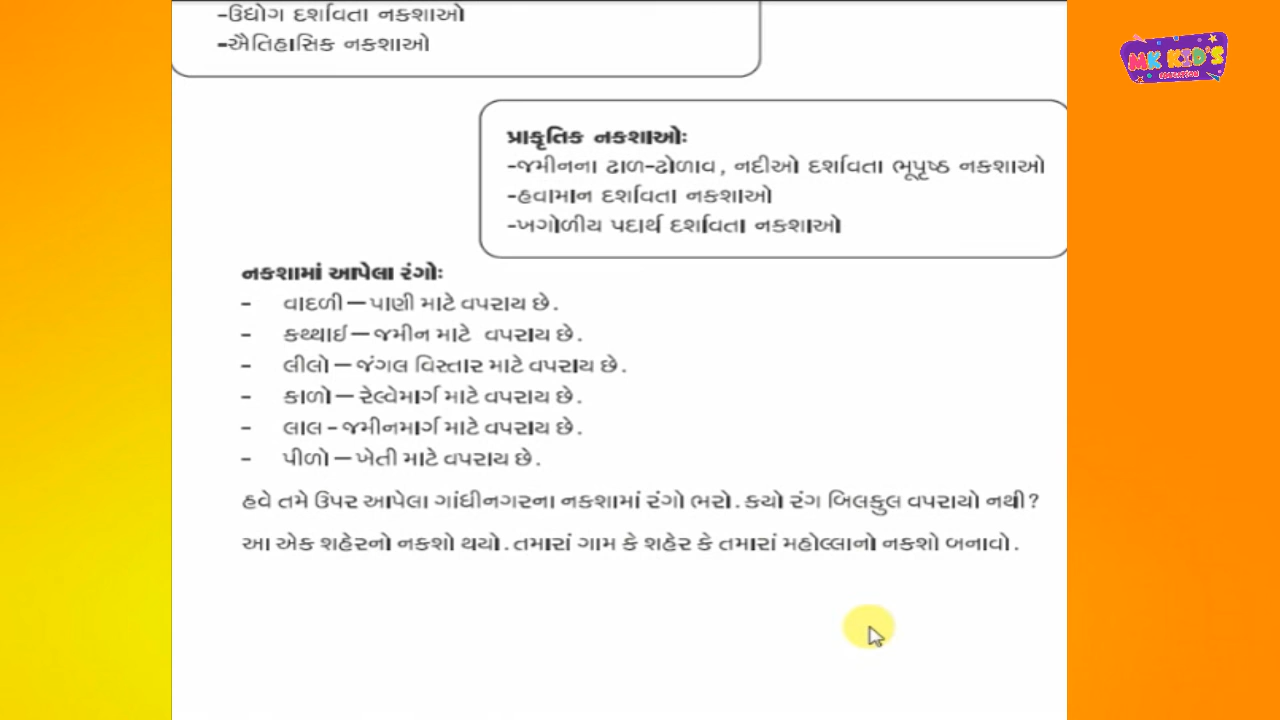 -ઉદ્યોગ દર્શાવતા નકશાઓ
-ઐતિહાસિક નકશાઓ
MK KID'S
EDUCATION
પ્રાકૃતિક નકશાઓઃ
-જમીનના ઢાળ-ઢોળાવ, નદીઓ દર્શાવતા ભૂપૃષ્ઠ નકશાઓ
-હવામાન દર્શાવતા નકશાઓ
-ખગોળીય પદાર્થ દર્શાવતા નકશાઓ
નકશામાં આપેલા રંગોઃ
- વાદળી – પાણી માટે વપરાય છે.
- કથ્થાઈ – જમીન માટે વપરાય છે.
- લીલો – જંગલ વિસ્તાર માટે વપરાય છે.
- કાળો – રેલ્વેમાર્ગ માટે વપરાય છે.
- લાલ - જમીનમાર્ગ માટે વપરાય છે.
- પીળો – ખેતી માટે વપરાય છે.
હવે તમે ઉપર આપેલા ગાંધીનગરના નકશામાં રંગો ભરો. કયો રંગ બિલકુલ વપરાયો નથી?
આ એક શહેરનો નકશો થયો. તમારાં ગામ કે શહેર કે તમારાં મહોલ્લાનો નકશો બનાવો.